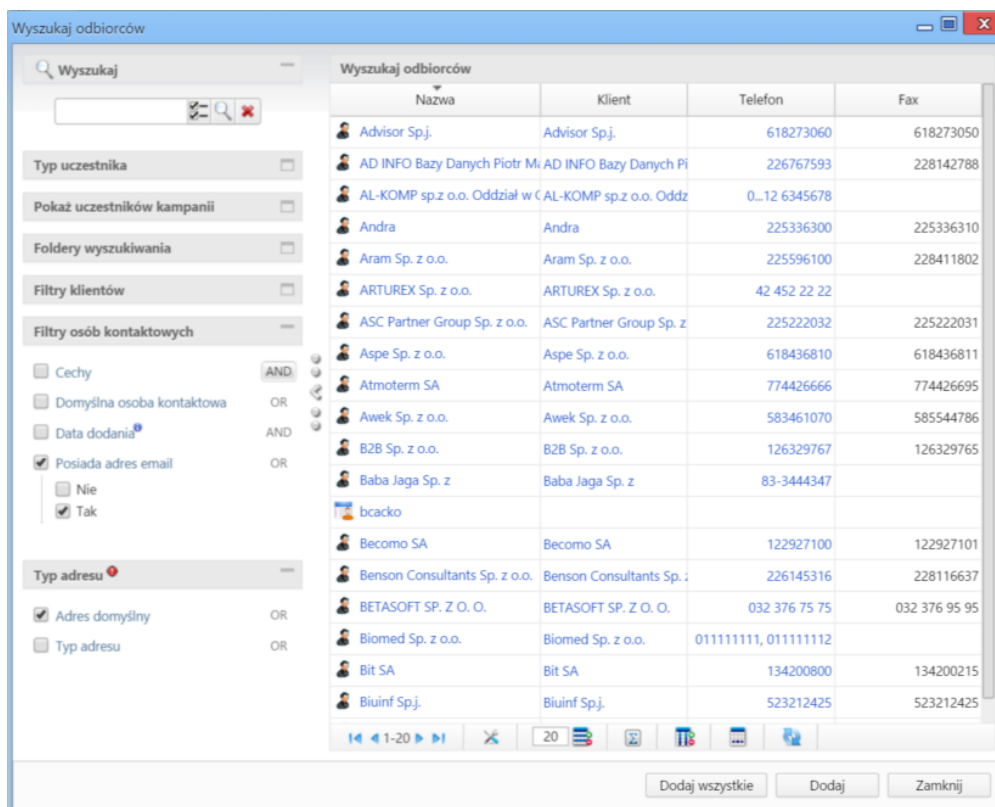 Wyszukaj odbiorców
Wyszukaj
Typ uczestnika
Pokaż uczestników kampanii
Foldery wyszukiwania
Filtry klientów
Filtry osób kontaktowych
Cechy AND
Domyślna osoba kontaktowa OR
Data dodania AND
Posiada adres email OR
Nie
Tak
Typ adresu
Adres domyślny OR
Typ adresu OR
Wyszukaj odbiorców
Nazwa Klient Telefon Fax
Advisor Sp.j. Advisor Sp.j. 618273060 618273050
AD INFO Bazy Danych Piotr AD INFO Bazy Danych 226767593 228142788
AL-KOMP sp.z o.o. Oddział w AL-KOMP sp.z o.o. 0...12 6345678
Andra Andra 225336300 225336310
Aram Sp. z o.o. Aram Sp. z o.o. 225596100 228411802
ARTUREX Sp. z o.o. ARTUREX Sp. z o.o. 42 452 22 22
ASC Partner Group Sp. z o.o. ASC Partner Group Sp. z 225222032 225222031
Aspe Sp. z o.o. Aspe Sp. z o.o. 618436810 618436811
Atmoterm SA Atmoterm SA 774426666 774426695
Awek Sp. z o.o. Awek Sp. z o.o. 583461070 585544786
B2B Sp. z o.o. B2B Sp. z o.o. 126329767 126329765
Baba Jaga Sp. z Baba Jaga Sp. z 83-3444347
bcacko
Becomo SA Becomo SA 122927100 122927101
Benson Consultants Sp. z o.o. Benson Consultants Sp. 226145316 228116637
BETASOFT SP. Z O. O. BETASOFT SP. Z O. O. 032 376 75 75 032 376 95 95
Biomed Sp. z o.o. Biomed Sp. z o.o. 011111111, 011111112
Bit SA Bit SA 134200800 134200215
Biuinf Sp.j. Biuinf Sp.j. 523212425 523212425
1-20 20
Dodaj wszystkie Dodaj Zamknij